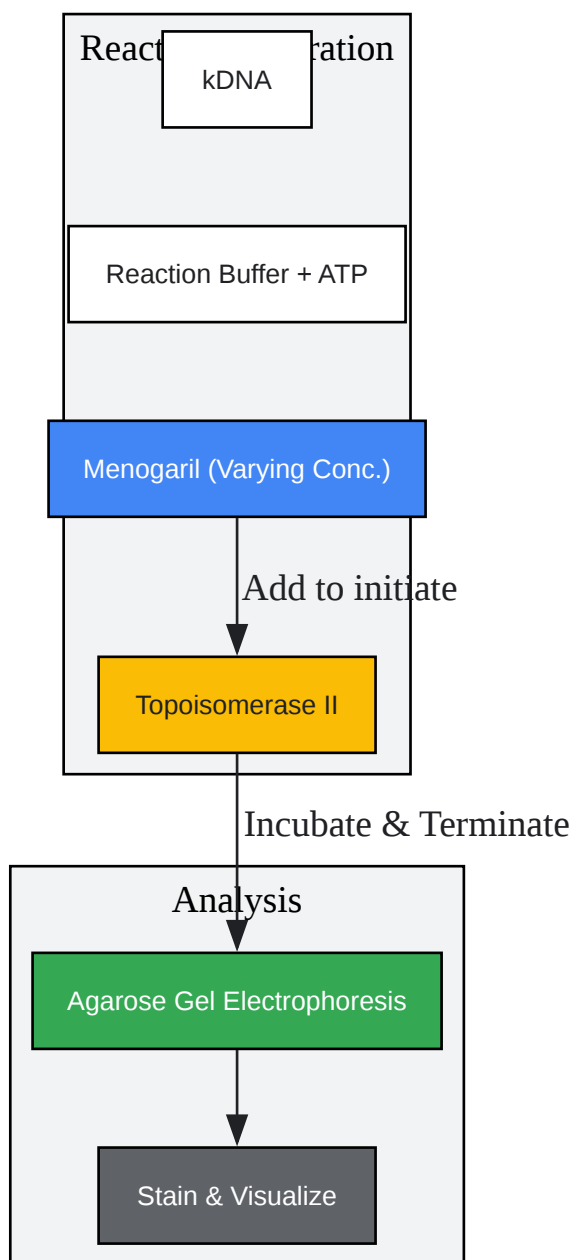 kDNA
Reaction Buffer + ATP
Menogaril (Varying Conc.)
Add to initiate
Topoisomerase II
Incubate & Terminate
Analysis
Agarose Gel Electrophoresis
Stain & Visualize